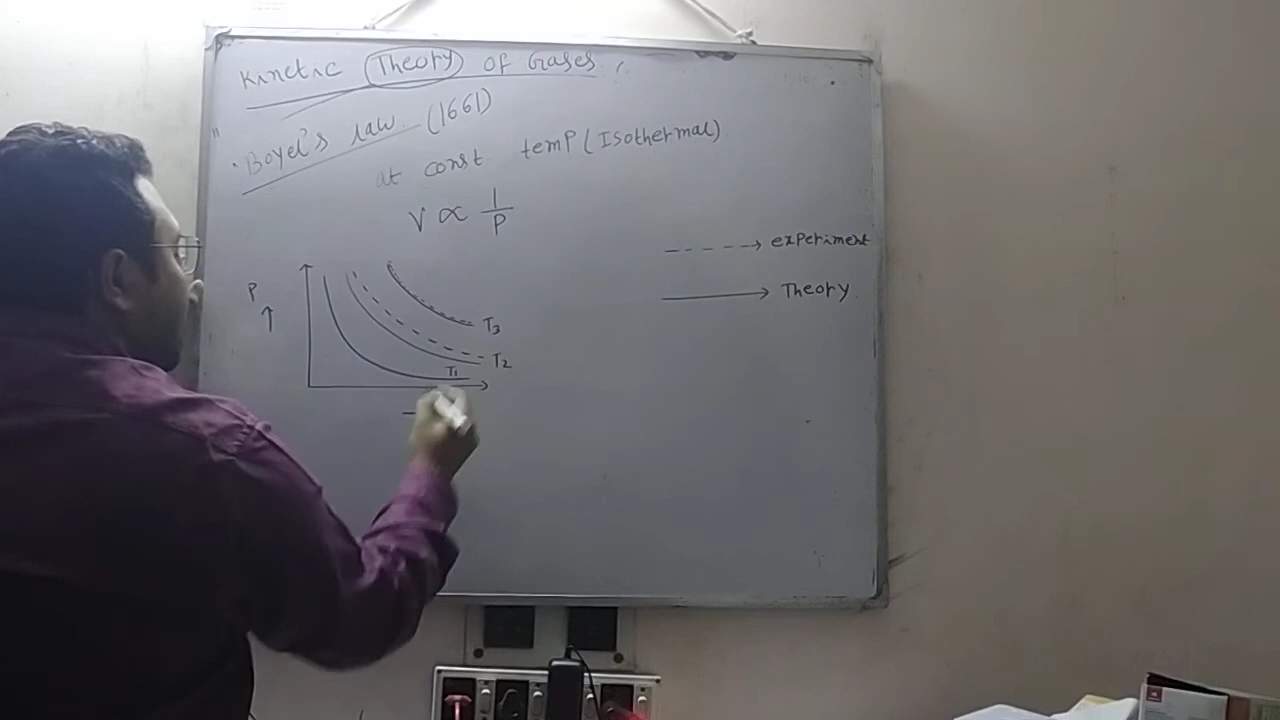 Kinetic Theory of Gases
Boyel's law (1661)
at const temP (Isothermal)
V ∝ 1/P
experiment
Theory
P
T3
T2
T1